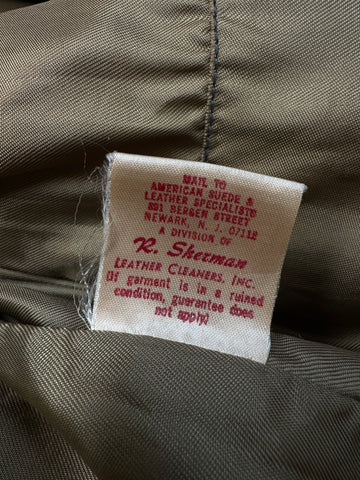 MAIL TO
AMERICAN SUEDE &
LEATHER SPECIALISTS
891 BERGEN STREET
NEWARK, N. J. 07112
A DIVISION OF
R. Sherman
LEATHER CLEANERS, INC.
(If garment is in a ruined
condition, guarantee does
not apply)